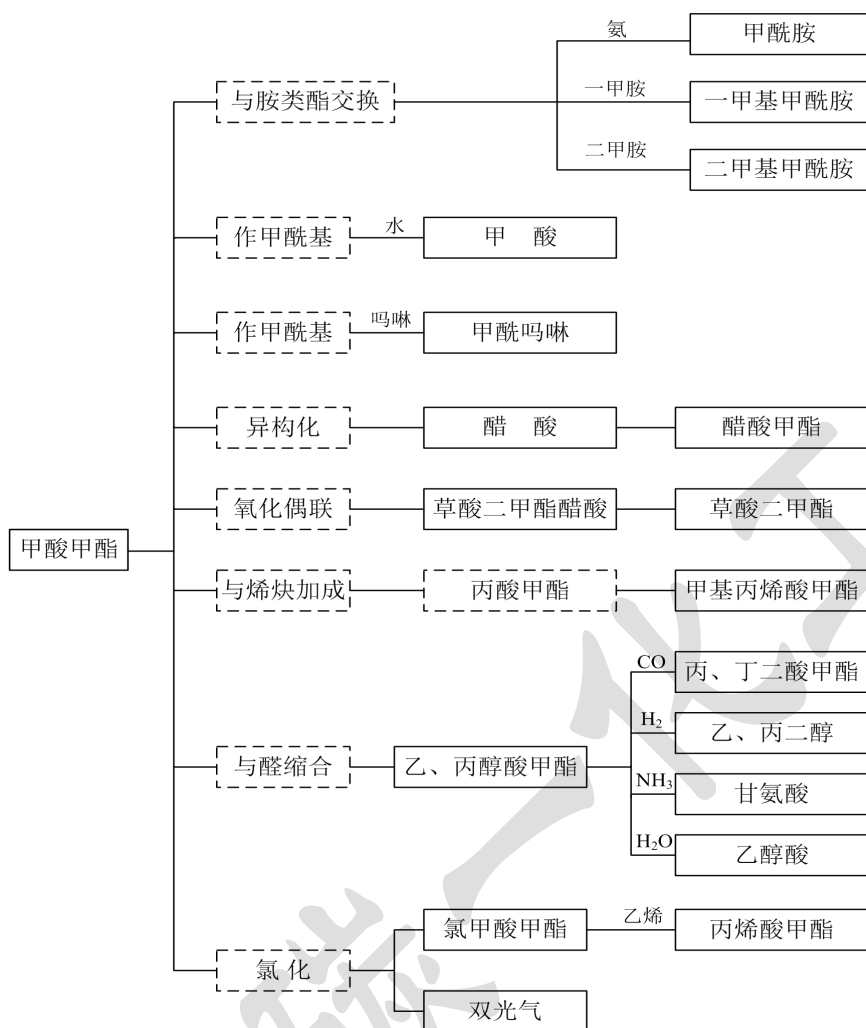 氨
甲酰胺
与胺类酯交换
一甲胺
一甲基甲酰胺
二甲胺
二甲基甲酰胺
作甲酰基
水
甲 酸
作甲酰基
吗啉
甲酰吗啉
异构化
醋 酸
醋酸甲酯
氧化偶联
草酸二甲酯醋酸
草酸二甲酯
甲酸甲酯
与烯炔加成
丙酸甲酯
甲基丙烯酸甲酯
CO
丙、丁二酸甲酯
H₂
乙、丙二醇
与醛缩合
乙、丙醇酸甲酯
NH₃
甘氨酸
H₂O
乙醇酸
氯甲酸甲酯
乙烯
丙烯酸甲酯
氯 化
双光气
碳一化工